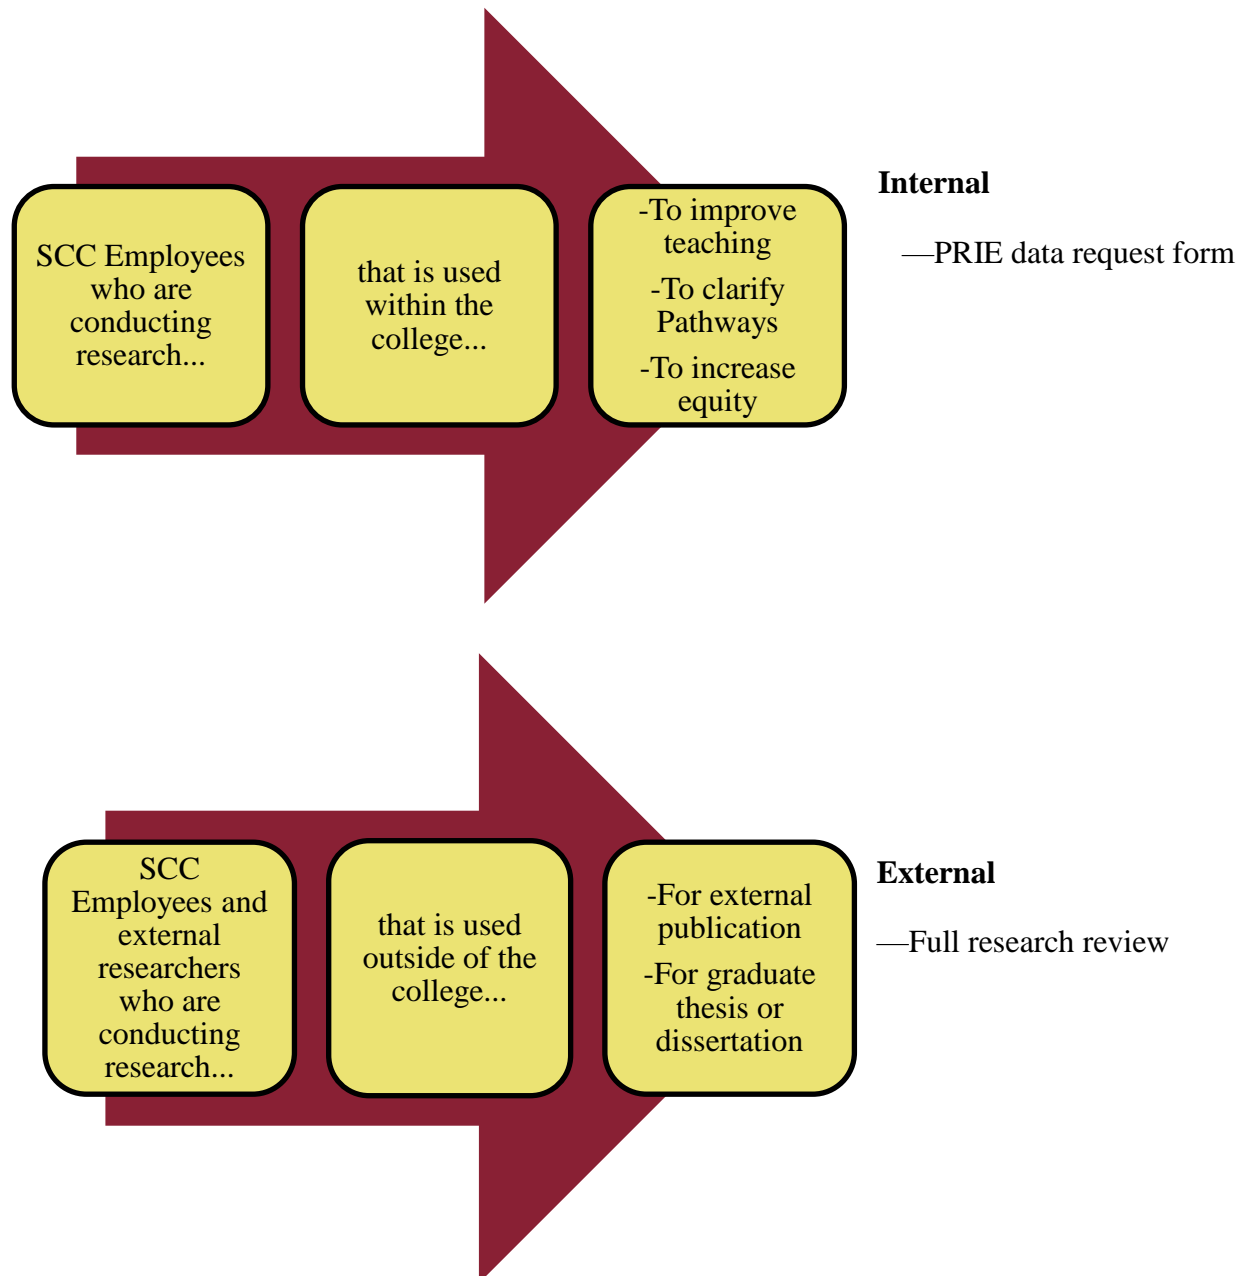 SCC Employees
who are
conducting
research...
that is used
within the
college...
-To improve
teaching
-To clarify
Pathways
-To increase
equity
Internal
—PRIE data request form
SCC
Employees and
external
researchers
who are
conducting
research...
that is used
outside of the
college...
-For external
publication
-For graduate
thesis or
dissertation
External
—Full research review